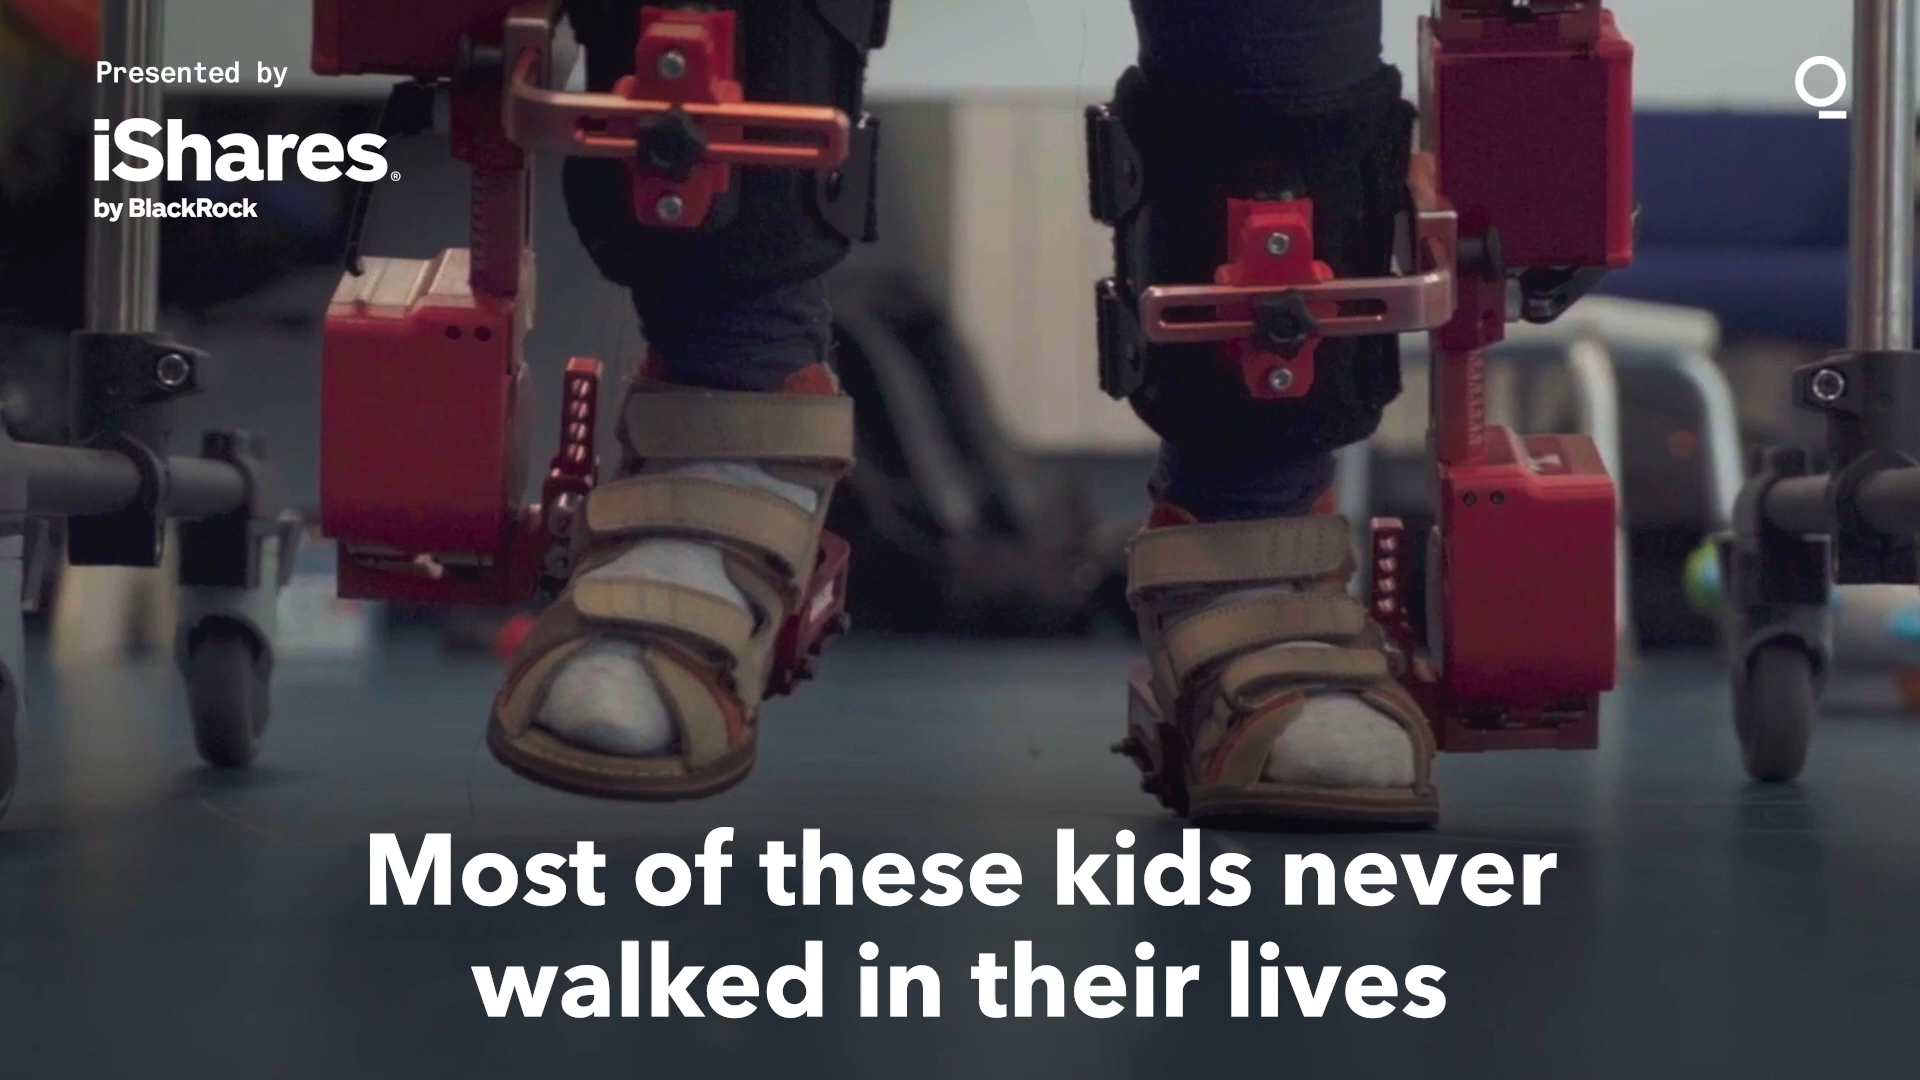 Presented by
iShares®
by BlackRock
Most of these kids never
walked in their lives